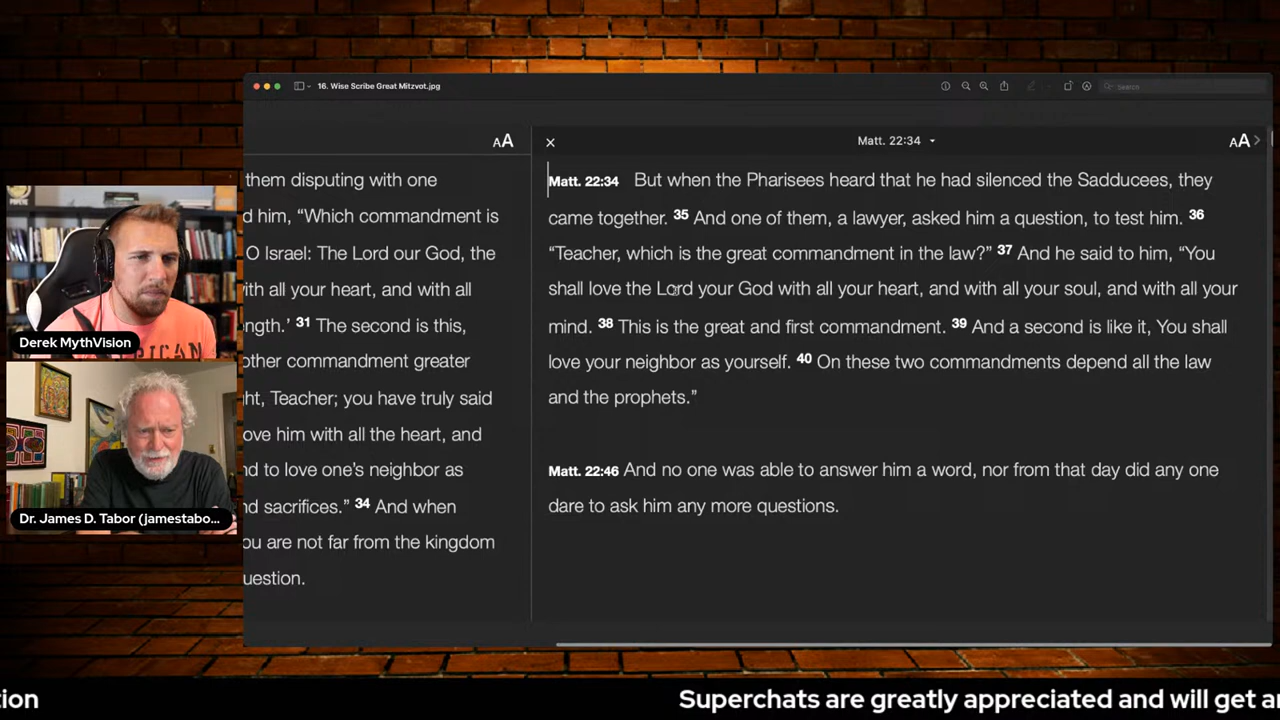 16. Wise Scribe Great Mitzvot.jpg
Search
AA
them disputing with one
d him, “Which commandment is
O Israel: The Lord our God, the
ith all your heart, and with all
ngth.’ 31 The second is this,
other commandment greater
ht, Teacher; you have truly said
ove him with all the heart, and
nd to love one’s neighbor as
nd sacrifices.” 34 And when
ou are not far from the kingdom
uestion.
Matt. 22:34
AA
Matt. 22:34 But when the Pharisees heard that he had silenced the Sadducees, they
came together. 35 And one of them, a lawyer, asked him a question, to test him. 36
“Teacher, which is the great commandment in the law?” 37 And he said to him, “You
shall love the Lord your God with all your heart, and with all your soul, and with all your
mind. 38 This is the great and first commandment. 39 And a second is like it, You shall
love your neighbor as yourself. 40 On these two commandments depend all the law
and the prophets.”
Matt. 22:46 And no one was able to answer him a word, nor from that day did any one
dare to ask him any more questions.
Derek MythVision
Dr. James D. Tabor (jamestabo...
tion
Superchats are greatly appreciated and will get a